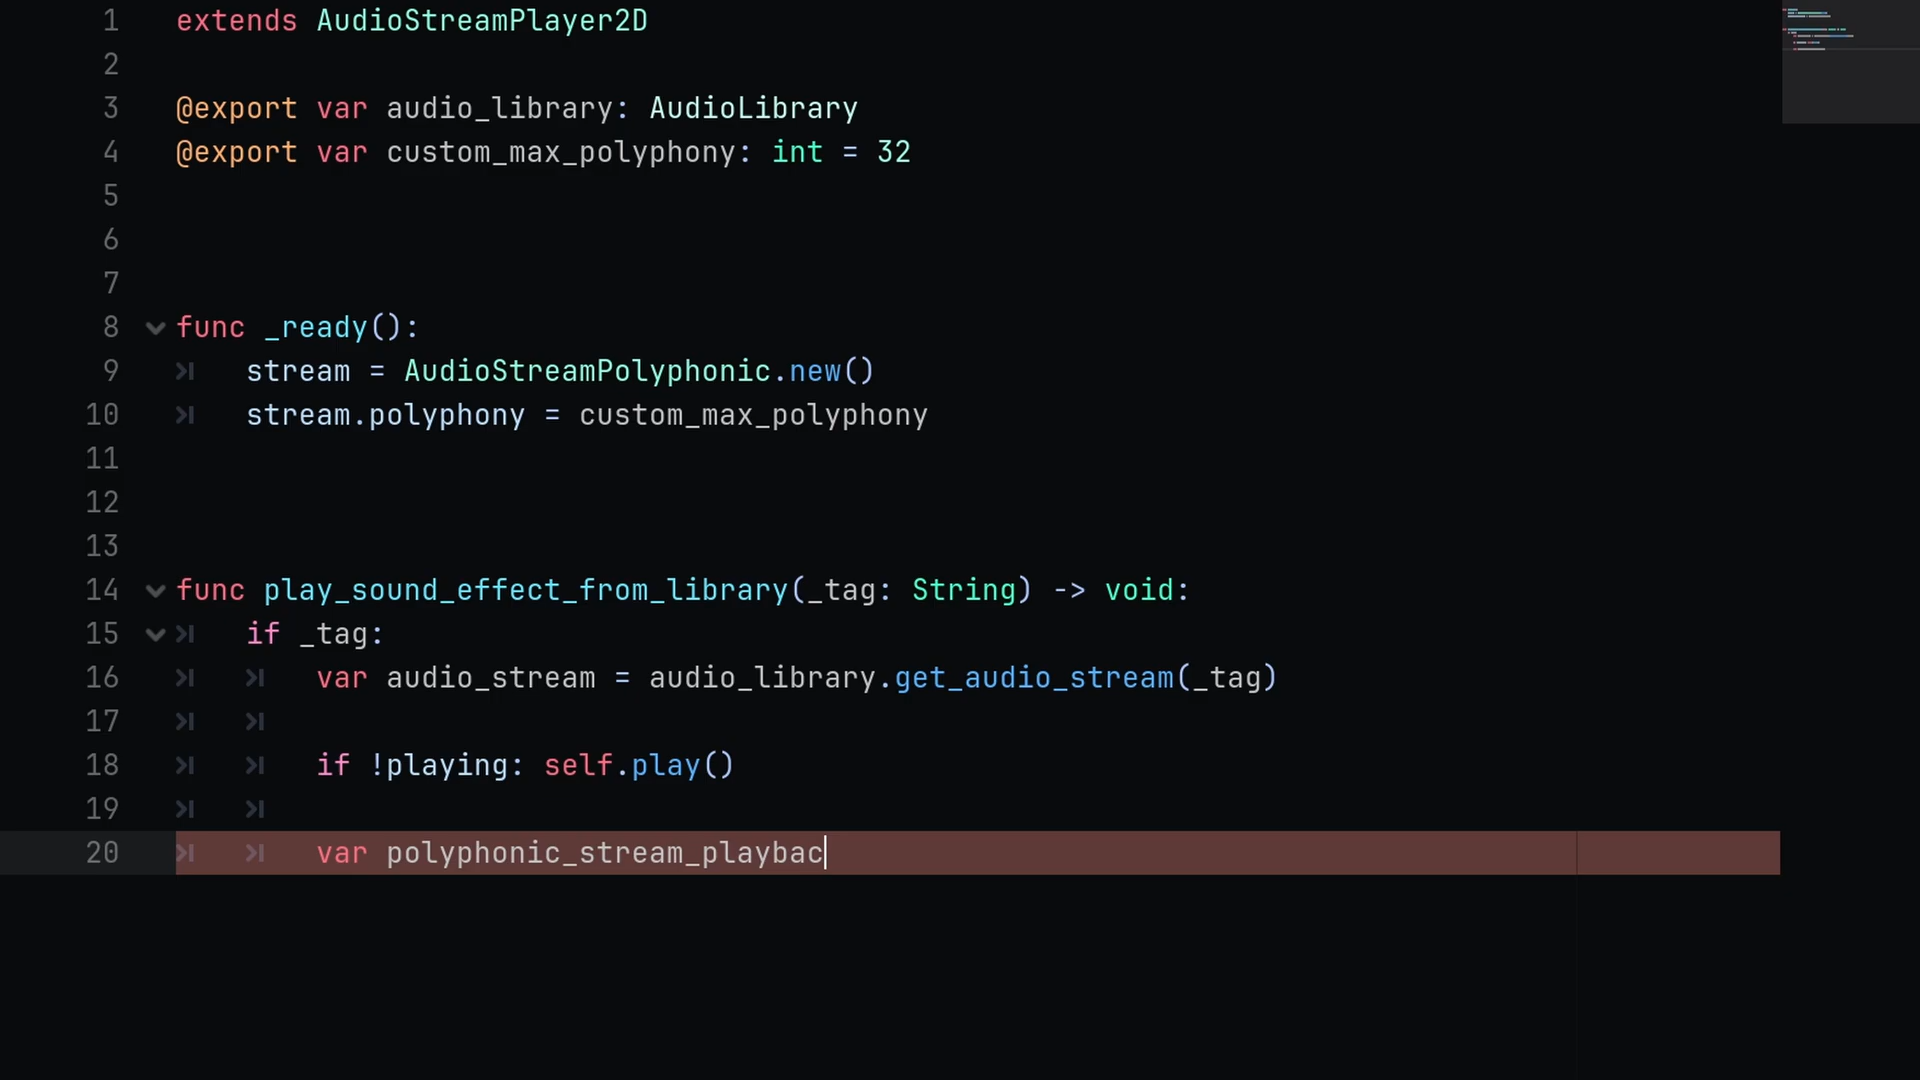 1 extends AudioStreamPlayer2D
2
3 @export var audio_library: AudioLibrary
4 @export var custom_max_polyphony: int = 32
5
6
7
8 func _ready():
9 stream = AudioStreamPolyphonic.new()
10 stream.polyphony = custom_max_polyphony
11
12
13
14 func play_sound_effect_from_library(_tag: String) -> void:
15 if _tag:
16 var audio_stream = audio_library.get_audio_stream(_tag)
17
18 if !playing: self.play()
19
20 var polyphonic_stream_playbac